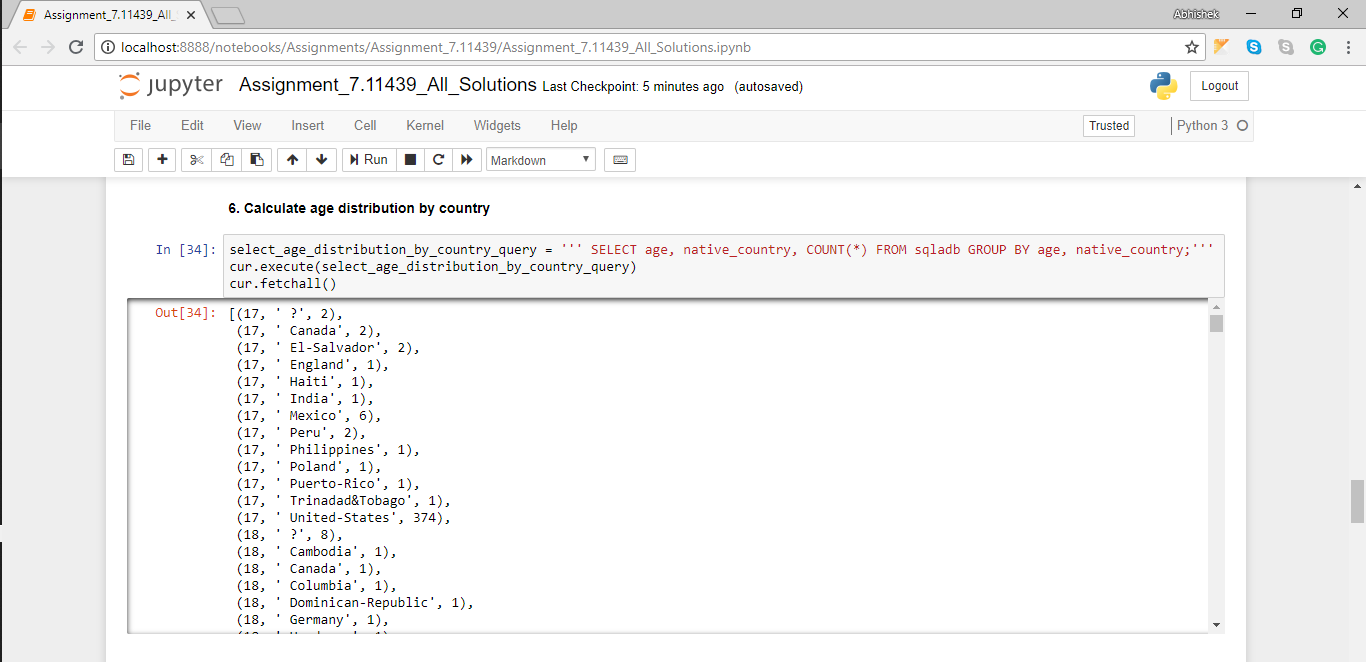 Assignment_7.11439_All_
Abhishek
localhost:8888/notebooks/Assignments/Assignment_7.11439/Assignment_7.11439_All_Solutions.ipynb
jupyter Assignment_7.11439_All_Solutions Last Checkpoint: 5 minutes ago (autosaved)
Logout
File Edit View Insert Cell Kernel Widgets Help
Trusted Python 3
Run Markdown
6. Calculate age distribution by country
In [34]: select_age_distribution_by_country_query = ''' SELECT age, native_country, COUNT(*) FROM sqladb GROUP BY age, native_country;'''
cur.execute(select_age_distribution_by_country_query)
cur.fetchall()
Out[34]: [(17, ' ?', 2),
(17, ' Canada', 2),
(17, ' El-Salvador', 2),
(17, ' England', 1),
(17, ' Haiti', 1),
(17, ' India', 1),
(17, ' Mexico', 6),
(17, ' Peru', 2),
(17, ' Philippines', 1),
(17, ' Poland', 1),
(17, ' Puerto-Rico', 1),
(17, ' Trinadad&Tobago', 1),
(17, ' United-States', 374),
(18, ' ?', 8),
(18, ' Cambodia', 1),
(18, ' Canada', 1),
(18, ' Columbia', 1),
(18, ' Dominican-Republic', 1),
(18, ' Germany', 1),